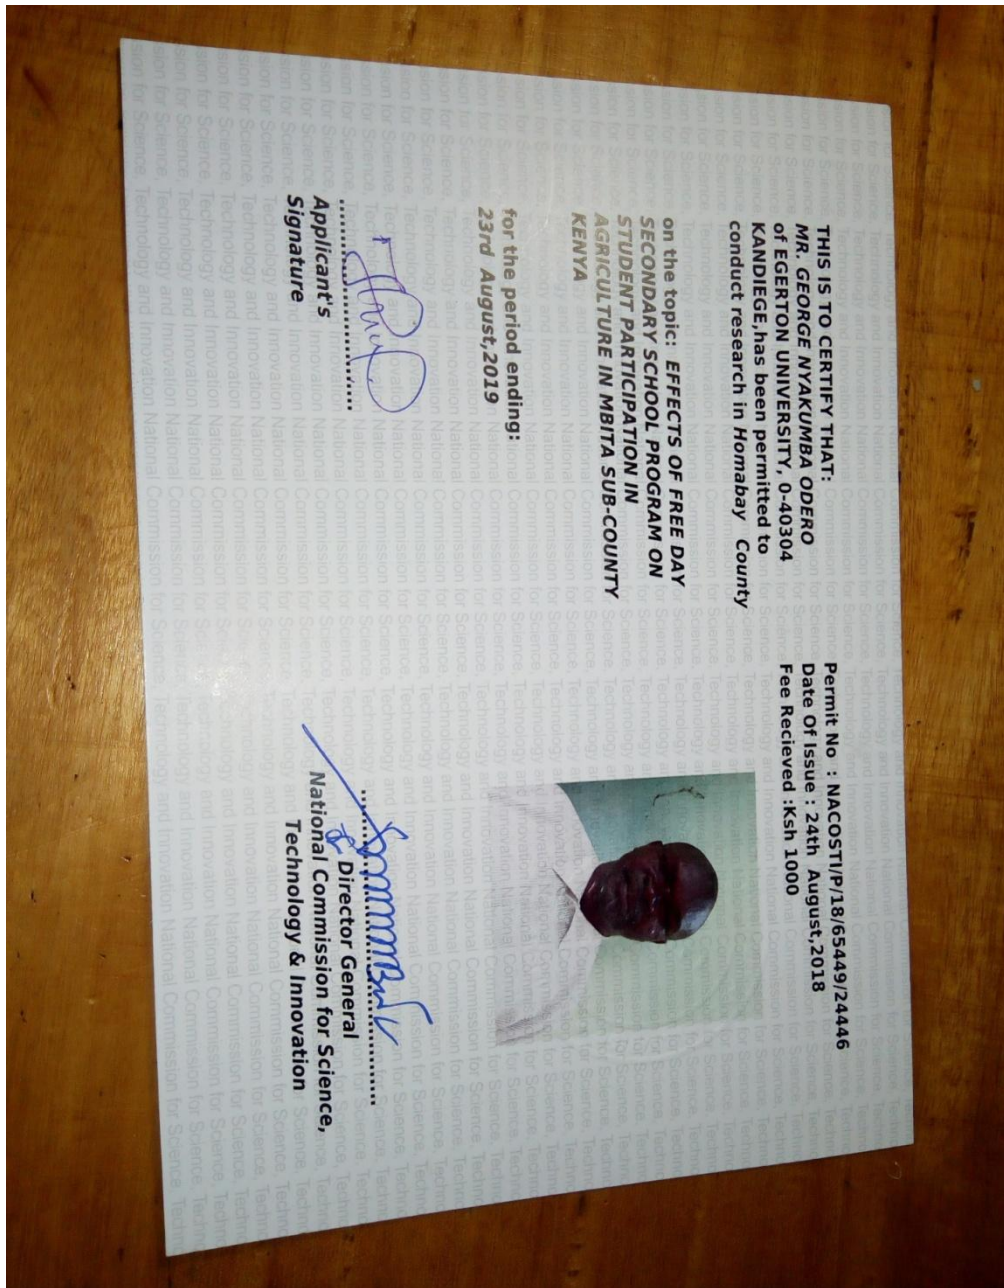 THIS IS TO CERTIFY THAT:
MR. GEORGE NYAKUMBA ODERO
of EGERTON UNIVERSITY, 0-40304
KANDIEGE,has been permitted to
conduct research in Homabay County
on the topic: EFFECTS OF FREE DAY
SECONDARY SCHOOL PROGRAM ON
STUDENT PARTICIPATION IN
AGRICULTURE IN MBITA SUB-COUNTY
KENYA
for the period ending:
23rd August,2019
Applicant's
Signature
Permit No : NACOSTI/P/18/65449/24446
Date Of Issue : 24th August,2018
Fee Recieved :Ksh 1000
for Director General
National Commission for Science,
Technology & Innovation